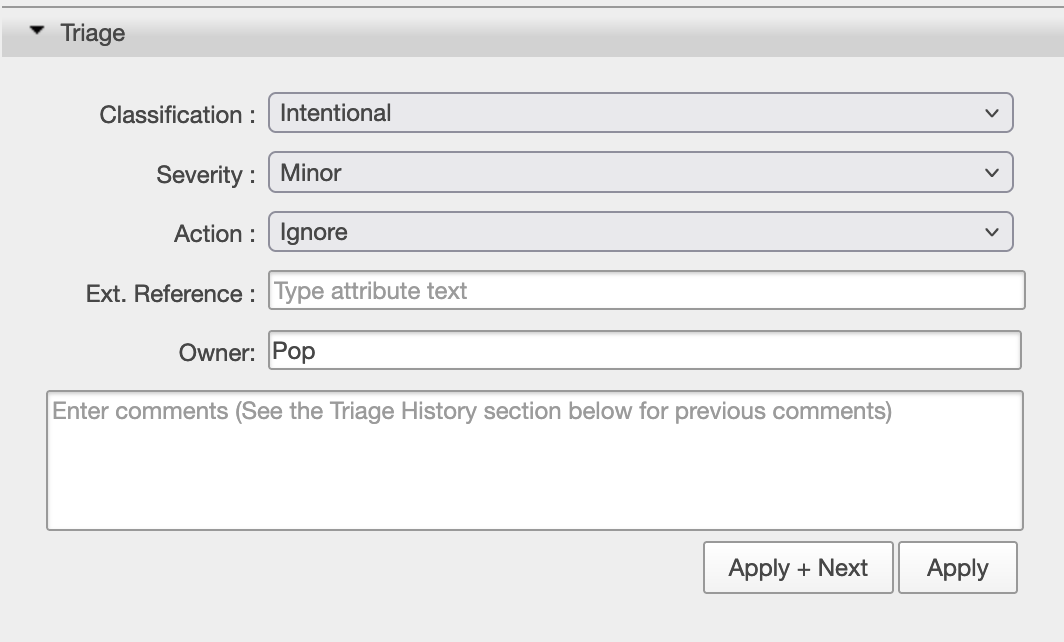 Triage
Classification : Intentional
Severity : Minor
Action : Ignore
Ext. Reference : Type attribute text
Owner: Pop
Enter comments (See the Triage History section below for previous comments)
Apply + Next Apply